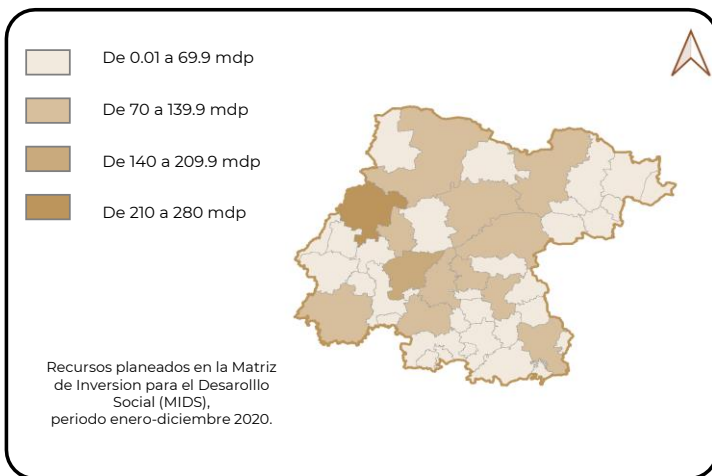 De 0.01 a 69.9 mdp
De 70 a 139.9 mdp
De 140 a 209.9 mdp
De 210 a 280 mdp
Recursos planeados en la Matriz
de Inversion para el Desarolllo
Social (MIDS),
periodo enero-diciembre 2020.